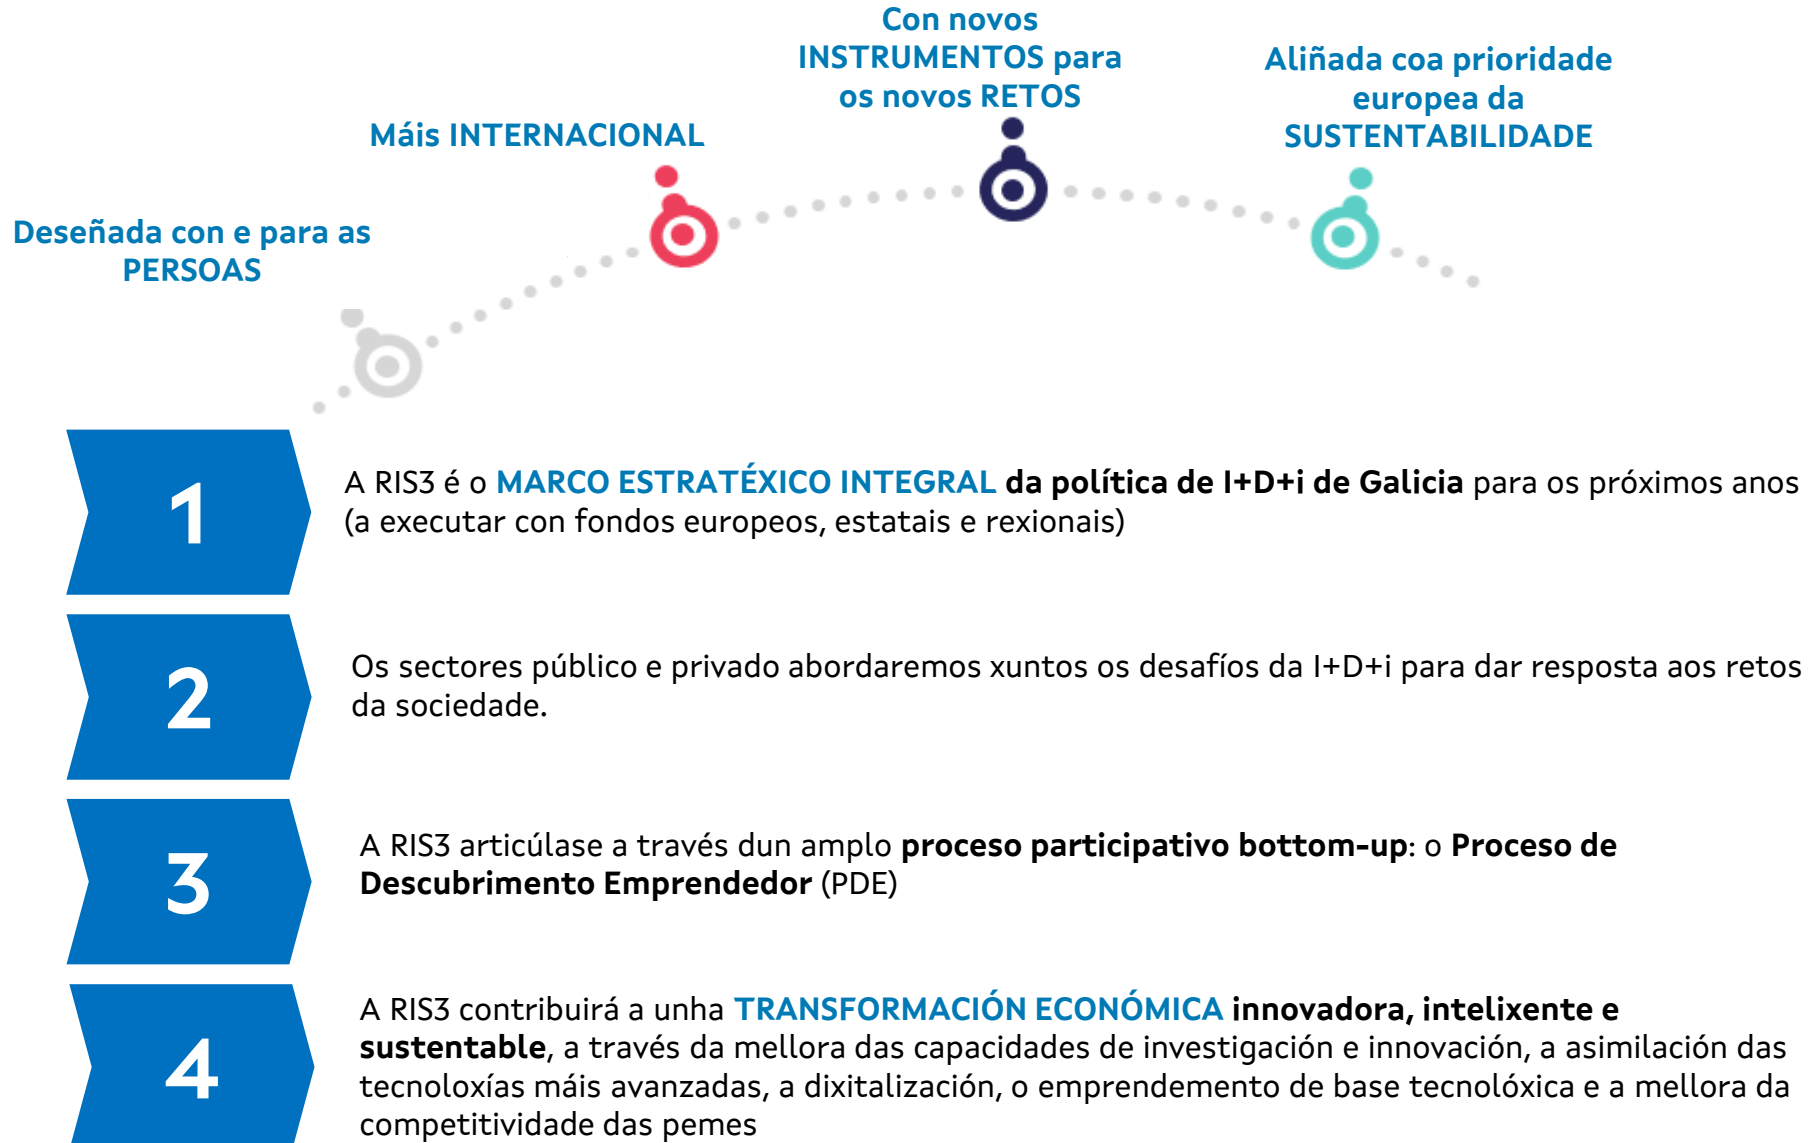 Deseñada con e para as
PERSOAS
Máis INTERNACIONAL
Con novos
INSTRUMENTOS para
os novos RETOS
Aliñada coa prioridade
europea da
SUSTENTABILIDADE
1
A RIS3 é o MARCO ESTRATÉXICO INTEGRAL da política de I+D+i de Galicia para os próximos anos
(a executar con fondos europeos, estatais e rexionais)
2
Os sectores público e privado abordaremos xuntos os desafíos da I+D+i para dar resposta aos retos
da sociedade.
3
A RIS3 articúlase a través dun amplo proceso participativo bottom-up: o Proceso de
Descubrimento Emprendedor (PDE)
4
A RIS3 contribuirá a unha TRANSFORMACIÓN ECONÓMICA innovadora, intelixente e
sustentable, a través da mellora das capacidades de investigación e innovación, a asimilación das
tecnoloxías máis avanzadas, a dixitalización, o emprendemento de base tecnolóxica e a mellora da
competitividade das pemes